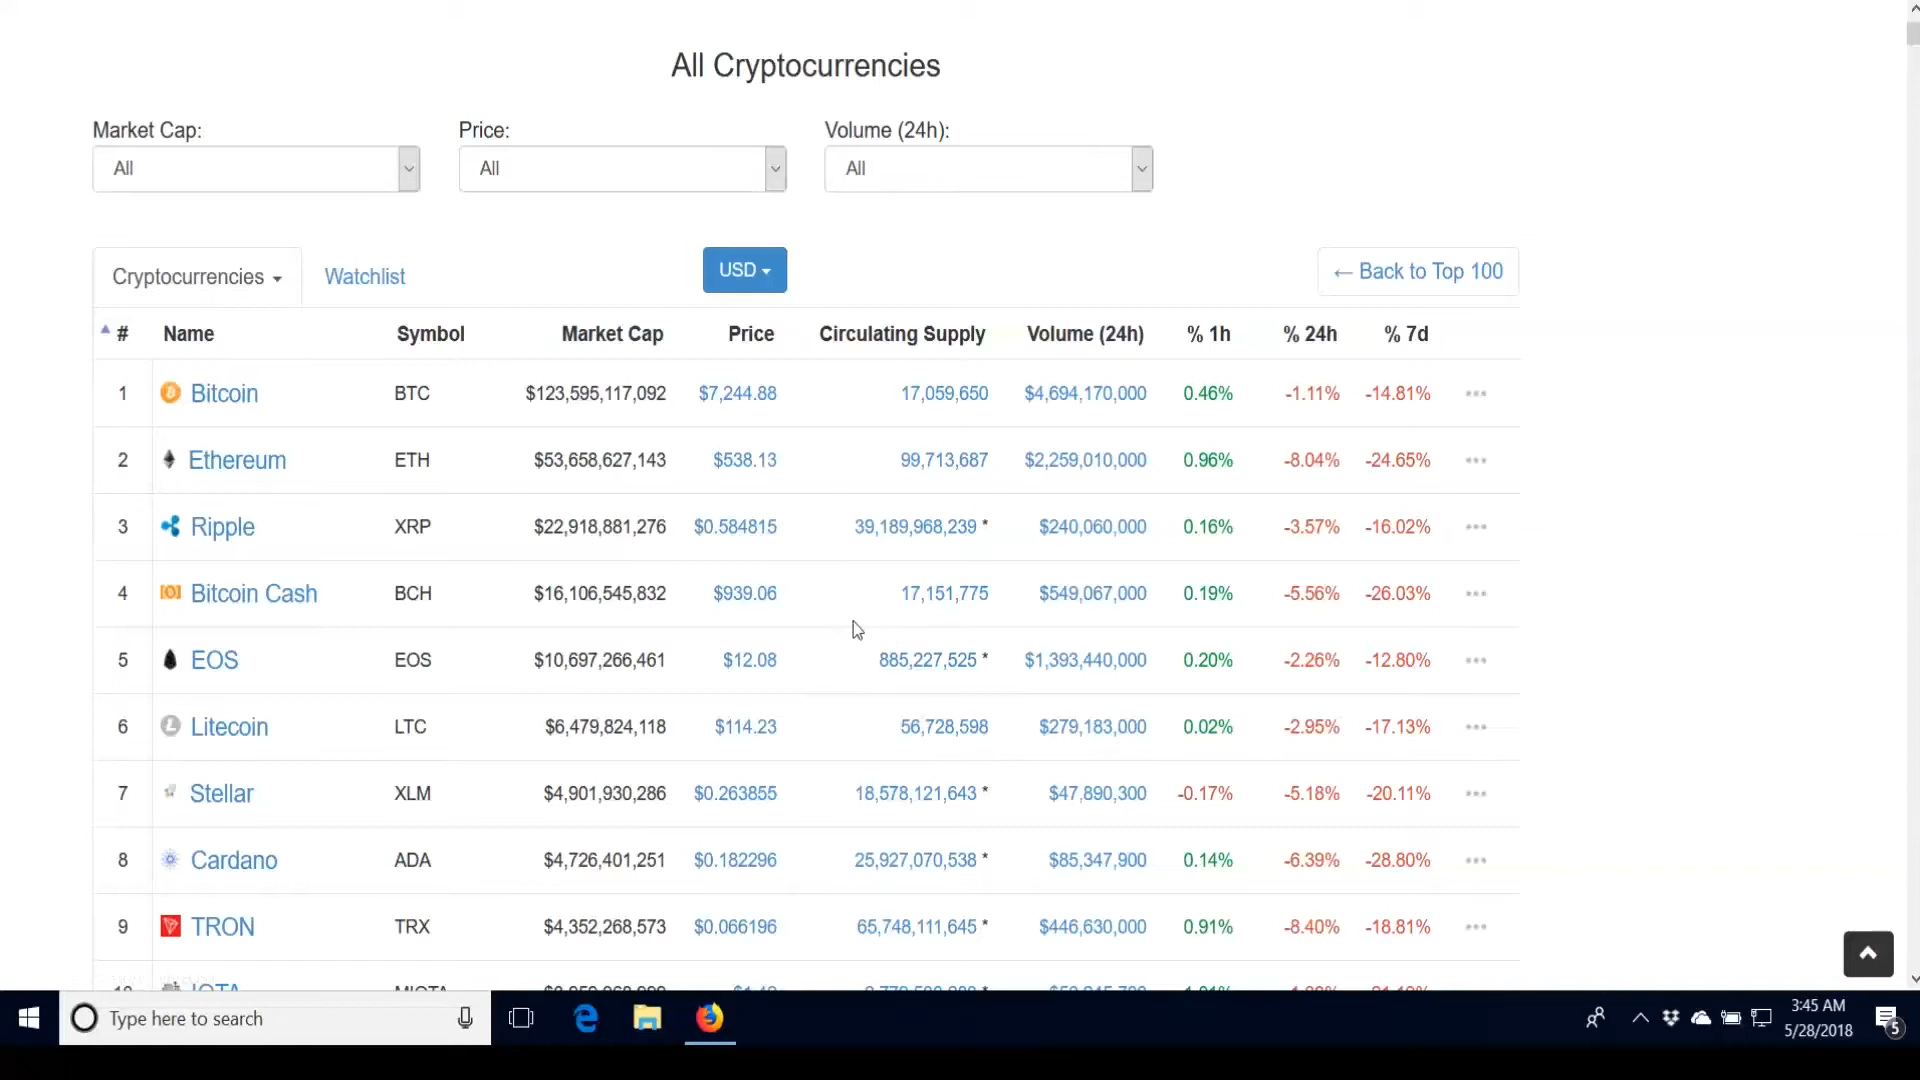 All Cryptocurrencies
Market Cap: Price: Volume (24h):
All All All
Cryptocurrencies Watchlist USD ← Back to Top 100
# Name Symbol Market Cap Price Circulating Supply Volume (24h) % 1h % 24h % 7d
1 Bitcoin BTC $123,595,117,092 $7,244.88 17,059,650 $4,694,170,000 0.46% -1.11% -14.81%
2 Ethereum ETH $53,658,627,143 $538.13 99,713,687 $2,259,010,000 0.96% -8.04% -24.65%
3 Ripple XRP $22,918,881,276 $0.584815 39,189,968,239 * $240,060,000 0.16% -3.57% -16.02%
4 Bitcoin Cash BCH $16,106,545,832 $939.06 17,151,775 $549,067,000 0.19% -5.56% -26.03%
5 EOS EOS $10,697,266,461 $12.08 885,227,525 * $1,393,440,000 0.20% -2.26% -12.80%
6 Litecoin LTC $6,479,824,118 $114.23 56,728,598 $279,183,000 0.02% -2.95% -17.13%
7 Stellar XLM $4,901,930,286 $0.263855 18,578,121,643 * $47,890,300 -0.17% -5.18% -20.11%
8 Cardano ADA $4,726,401,251 $0.182296 25,927,070,538 * $85,347,900 0.14% -6.39% -28.80%
9 TRON TRX $4,352,268,573 $0.066196 65,748,111,645 * $446,630,000 0.91% -8.40% -18.81%
10 IOTA MIOTA
Type here to search
3:45 AM
5/28/2018
5